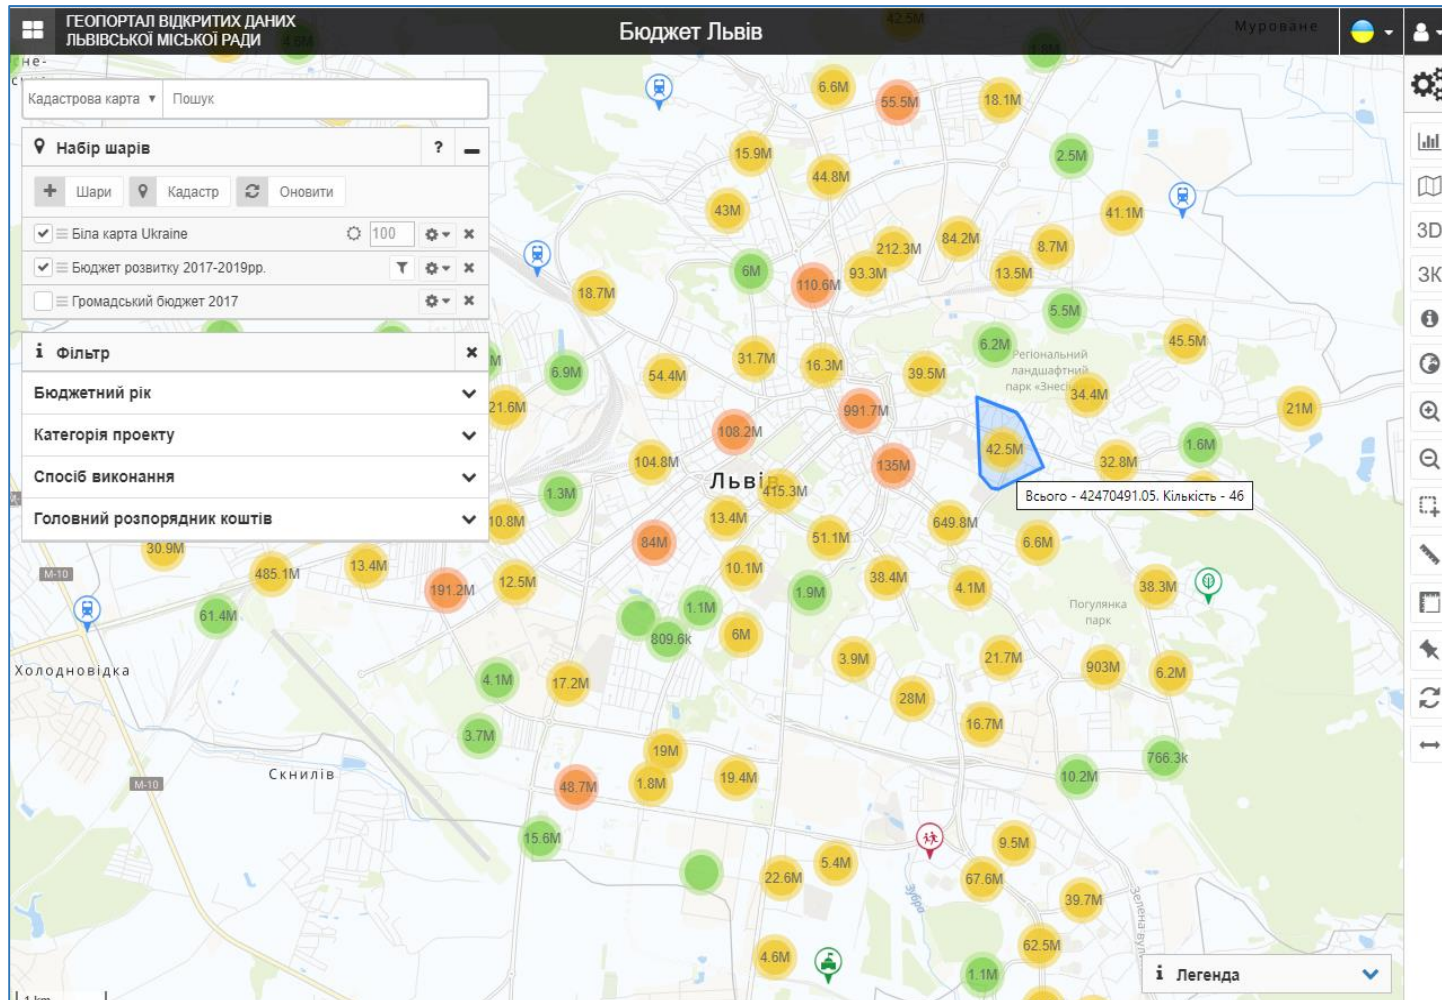 ГЕОПОРТАЛ ВІДКРИТИХ ДАНИХ
ЛЬВІВСЬКОЇ МІСЬКОЇ РАДИ
Бюджет Львів
42.5M
Муроване
Кадастрова карта
Пошук
Набір шарів
?
Шари
Кадастр
Оновити
Біла карта Ukraine
100
Бюджет розвитку 2017-2019рр.
Громадський бюджет 2017
Фільтр
Бюджетний рік
Категорія проекту
Спосіб виконання
Головний розпорядник коштів
3D
ЗК
6.6M
55.5M
18.1M
15.9M
2.5M
44.8M
43M
41.1M
212.3M
84.2M
8.7M
6M
93.3M
13.5M
110.6M
18.7M
5.5M
6.2M
45.5M
Регіональний
ландшафтний
31.7M
16.3M
6.9M
54.4M
39.5M
34.4M
21.6M
991.7M
21M
108.2M
42.5M
1.6M
104.8M
135M
32.8M
Львів
415.3M
1.3M
Всього - 42470491.05. Кількість - 46
13.4M
10.8M
649.8M
30.9M
84M
51.1M
6.6M
М-10
485.1M
13.4M
191.2M
12.5M
10.1M
38.4M
4.1M
38.3M
1.9M
61.4M
1.1M
Погулянка
парк
809.6k
6M
Холодновідка
3.9M
21.7M
903M
6.2M
4.1M
17.2M
28M
16.7M
3.7M
19M
766.3k
Скнилів
М-10
48.7M
1.8M
19.4M
10.2M
15.6M
9.5M
5.4M
22.6M
67.6M
39.7M
Зубра
62.5M
4.6M
1.1M
Легенда
1 km